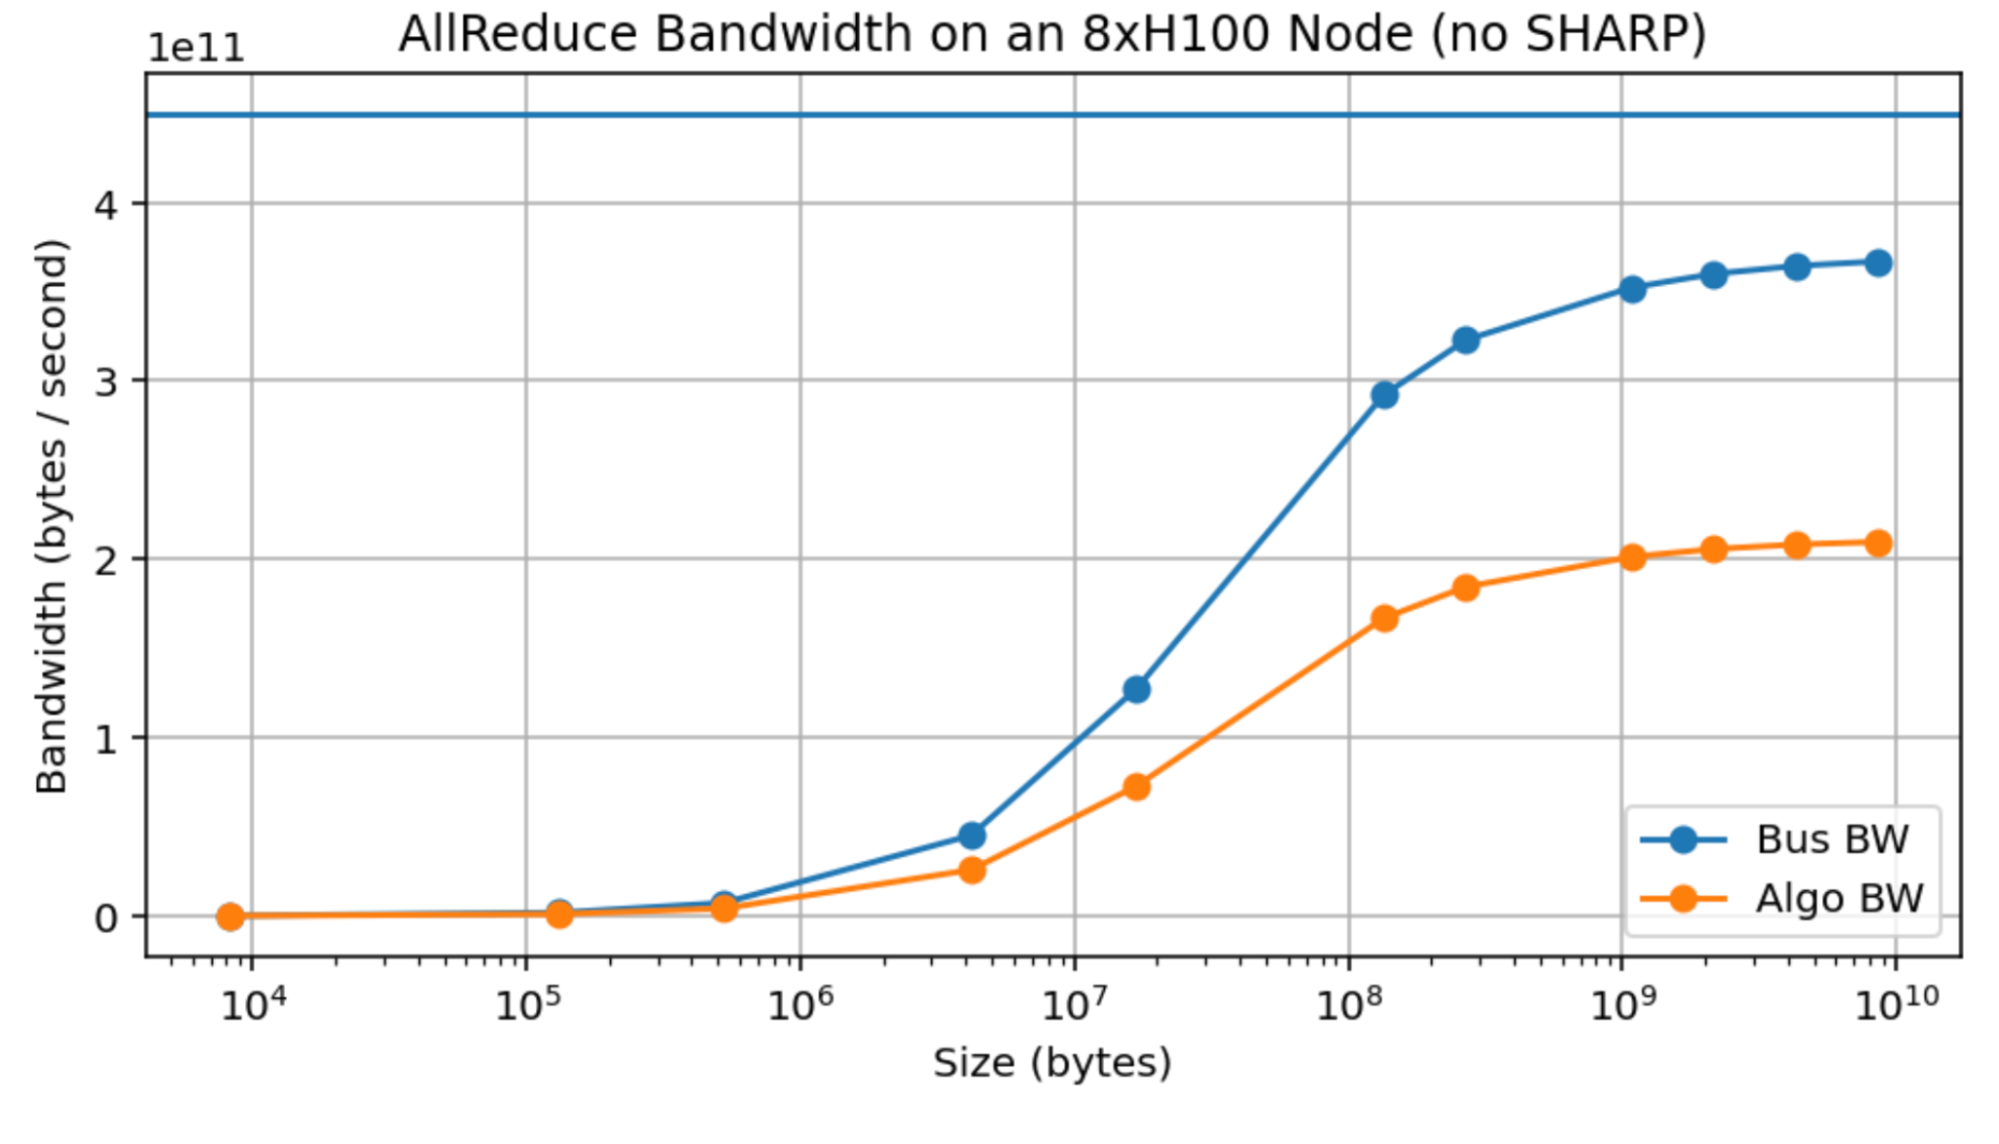 AllReduce Bandwidth on an 8xH100 Node (no SHARP)
1e11
Bandwidth (bytes / second)
4
3
2
1
0
Bus BW
Algo BW
10⁴ 10⁵ 10⁶ 10⁷ 10⁸ 10⁹ 10¹⁰
Size (bytes)